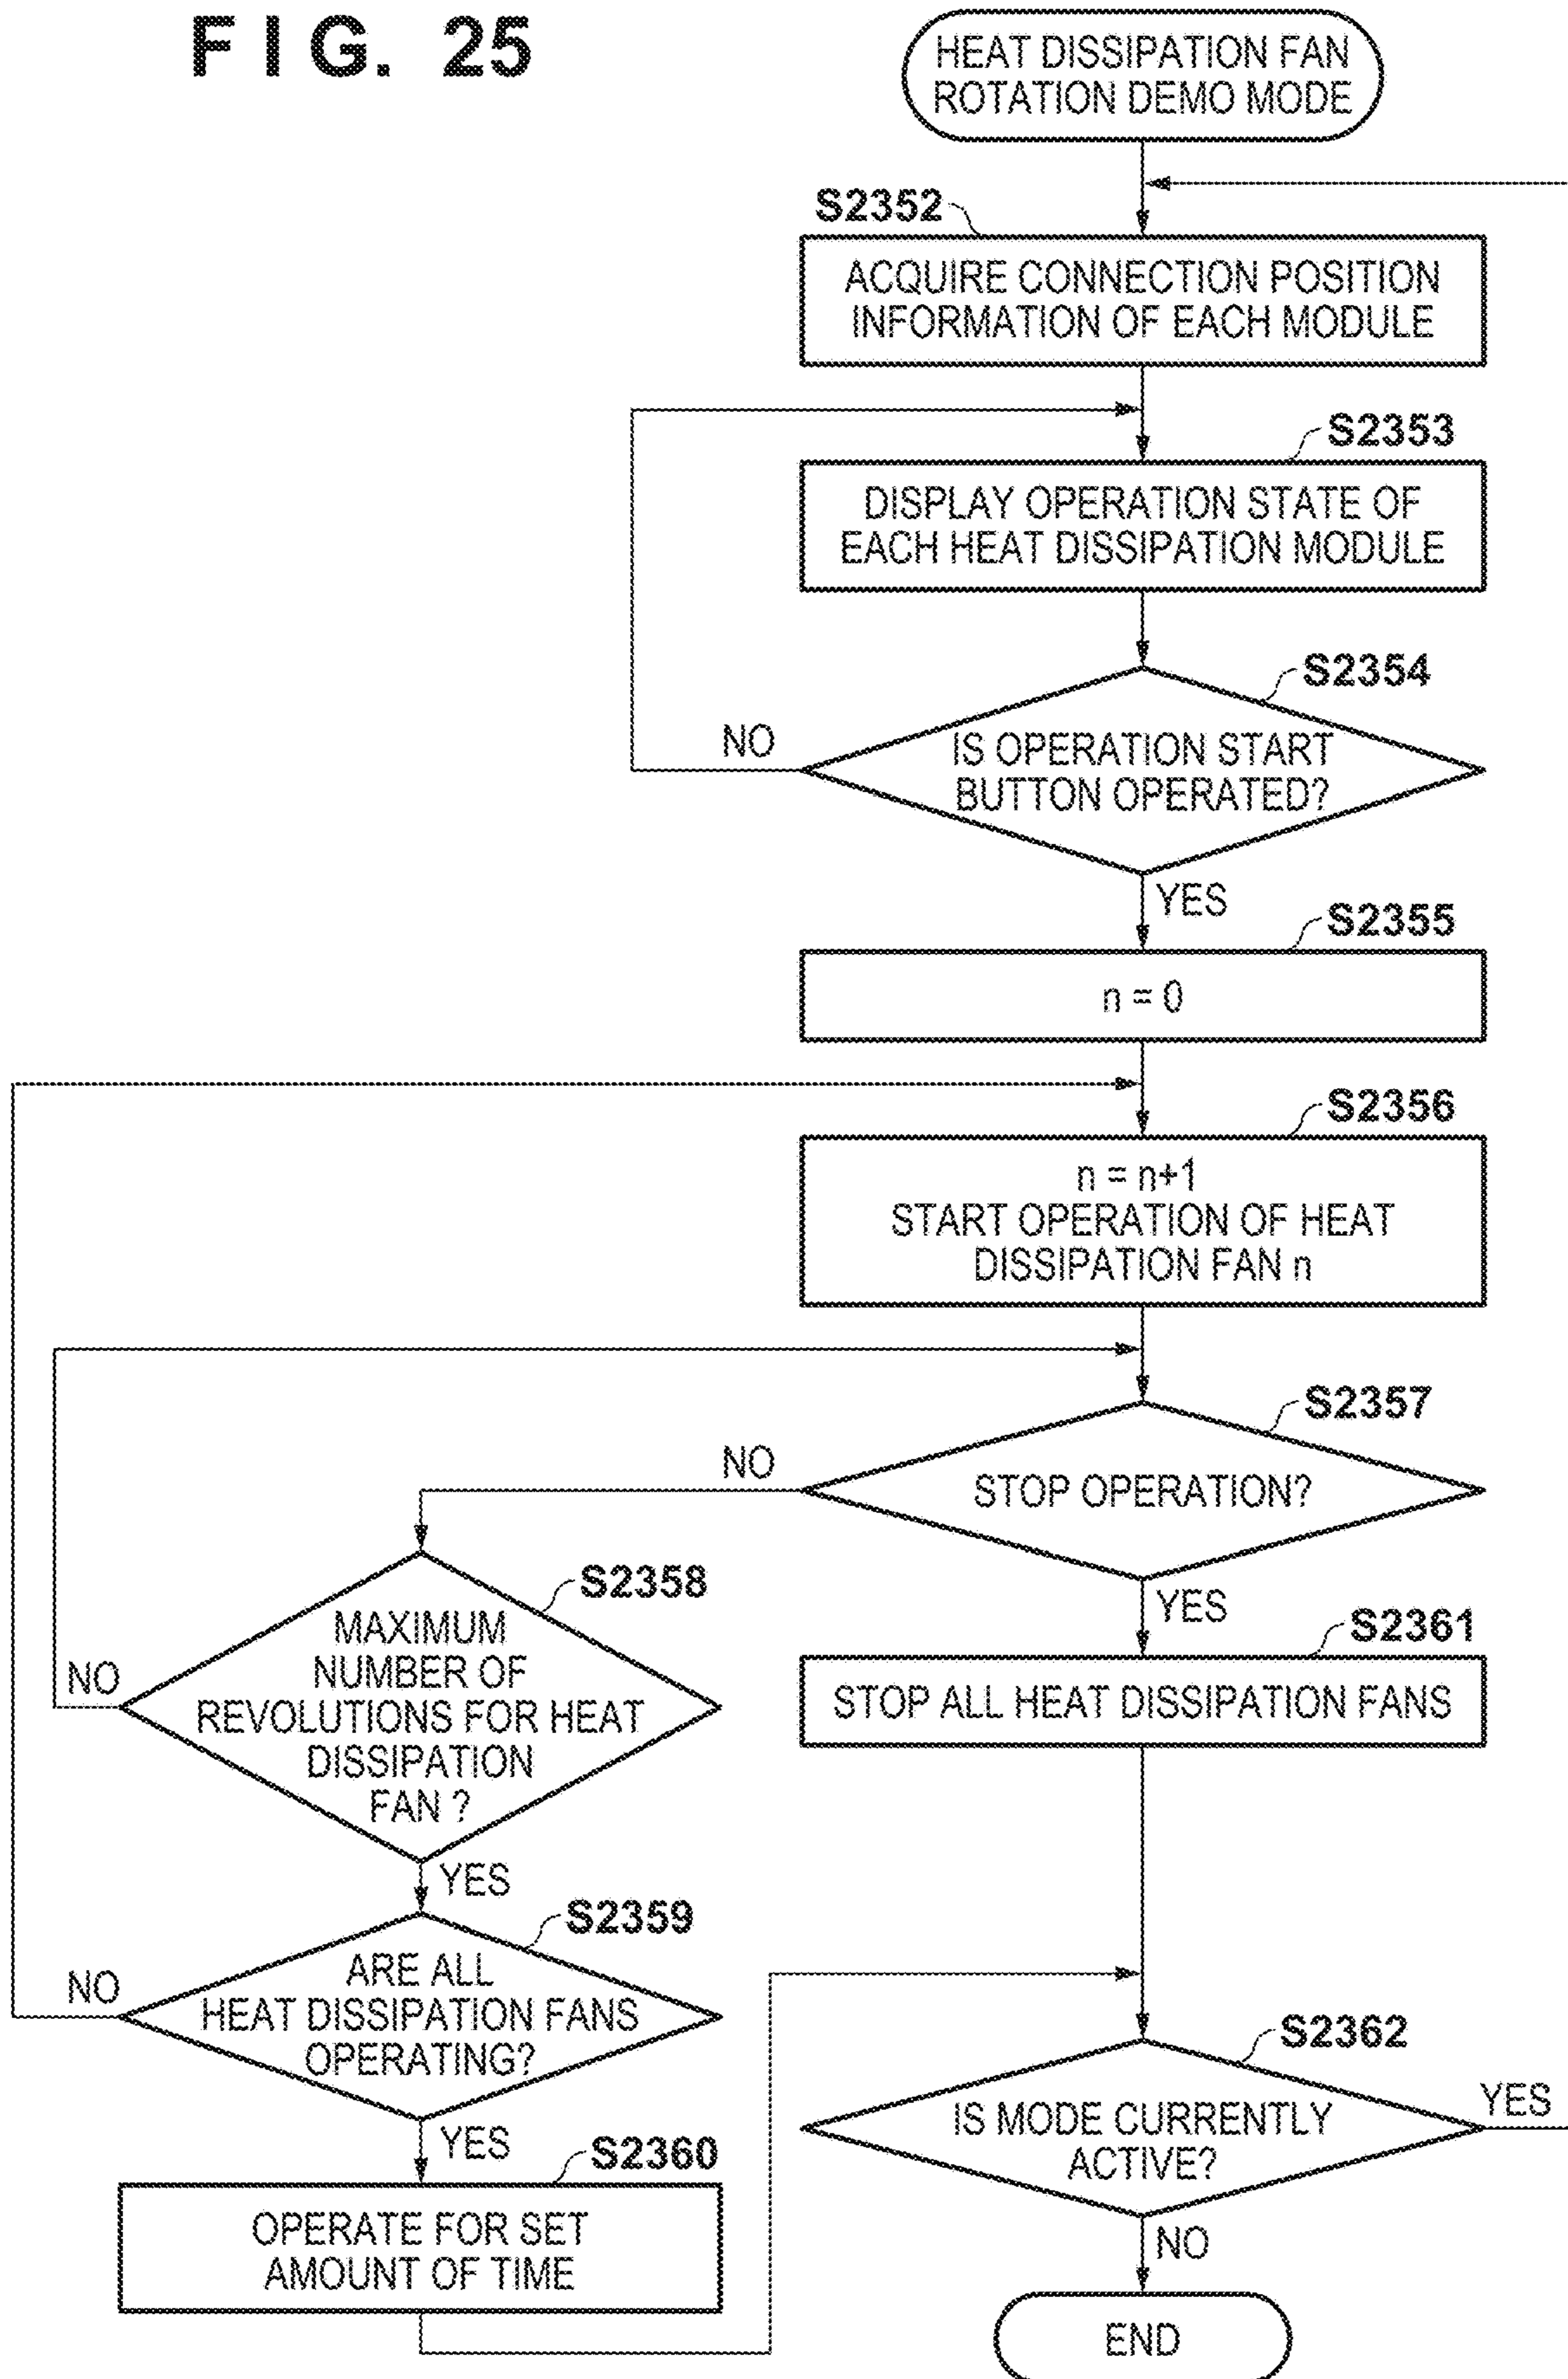 FIG. 25
HEAT DISSIPATION FAN
ROTATION DEMO MODE
S2352
ACQUIRE CONNECTION POSITION
INFORMATION OF EACH MODULE
S2353
DISPLAY OPERATION STATE OF
EACH HEAT DISSIPATION MODULE
S2354
NO
IS OPERATION START
BUTTON OPERATED?
YES
S2355
n = 0
S2356
n = n+1
START OPERATION OF HEAT
DISSIPATION FAN n
S2357
NO
STOP OPERATION?
YES
S2358
MAXIMUM
NUMBER OF
REVOLUTIONS FOR HEAT
DISSIPATION
FAN ?
NO
YES
S2359
ARE ALL
HEAT DISSIPATION FANS
OPERATING?
NO
YES
S2360
OPERATE FOR SET
AMOUNT OF TIME
S2361
STOP ALL HEAT DISSIPATION FANS
S2362
IS MODE CURRENTLY
ACTIVE?
YES
NO
END